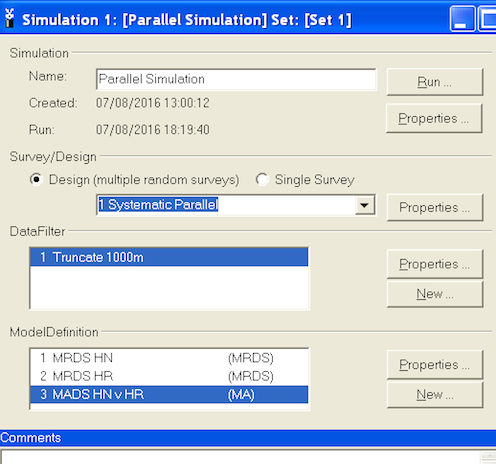 Simulation 1: [Parallel Simulation] Set: [Set 1]
Simulation
Name: Parallel Simulation Run ...
Created: 07/08/2016 13:00:12
Properties ...
Run: 07/08/2016 18:19:40
Survey/Design
Design (multiple random surveys) Single Survey
1 Systematic Parallel Properties ...
DataFilter
1 Truncate 1000m Properties ...
New ...
ModelDefinition
1 MRDS HN (MRDS) Properties ...
2 MRDS HR (MRDS)
3 MADS HN v HR (MA) New ...
Comments